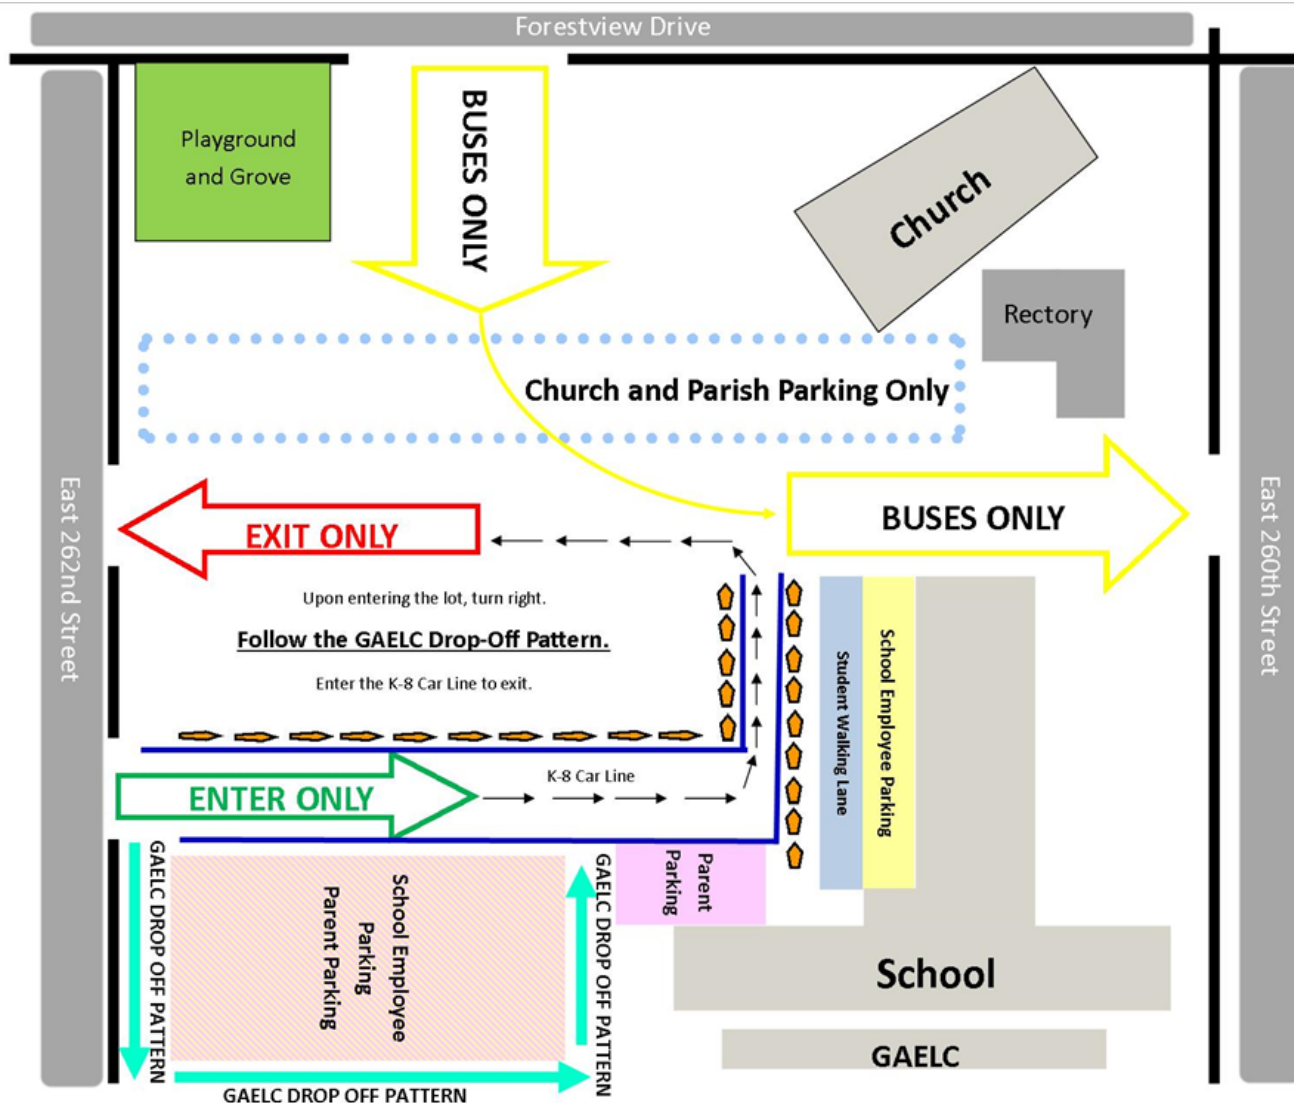 Forestview Drive
Playground
and Grove
BUSES ONLY
Church
Rectory
Church and Parish Parking Only
East 262nd Street
East 260th Street
EXIT ONLY
BUSES ONLY
Upon entering the lot, turn right.
Follow the GAELC Drop-Off Pattern.
Enter the K-8 Car Line to exit.
Student Walking Lane
School Employee Parking
K-8 Car Line
ENTER ONLY
GAELC DROP OFF PATTERN
School Employee
Parking
Parent Parking
GAELC DROP OFF PATTERN
Parent
Parking
School
GAELC
GAELC DROP OFF PATTERN